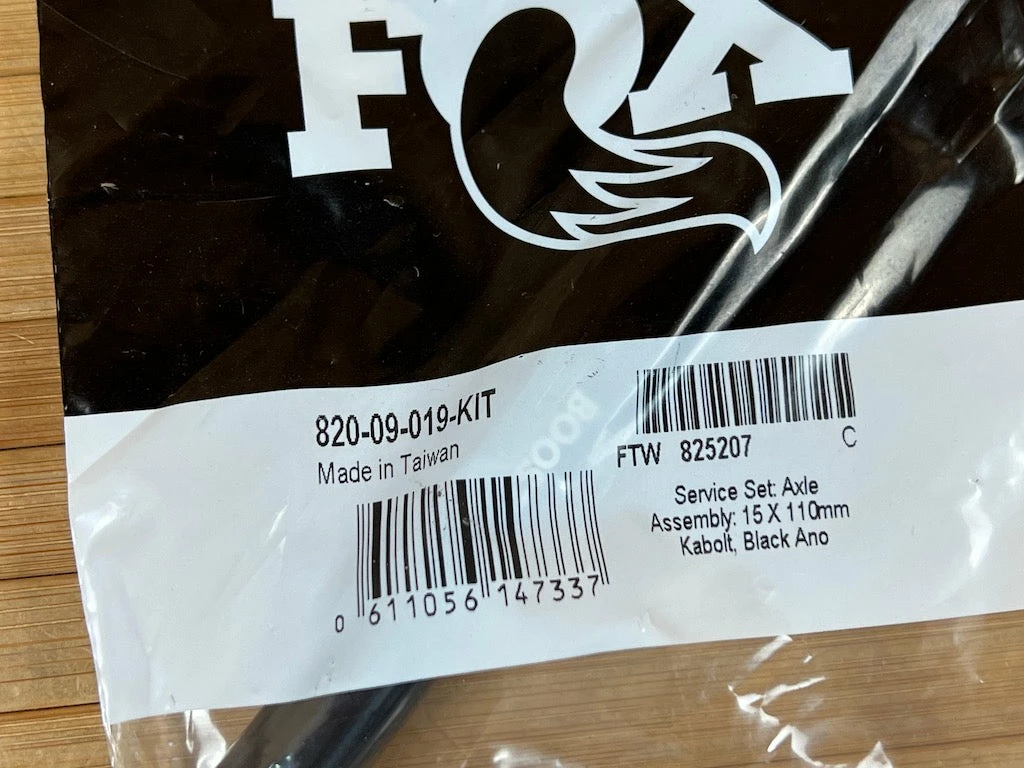 FOX
820-09-019-KIT
Made in Taiwan
0 611056 147337
FTW 825207 C
Service Set: Axle
Assembly: 15 X 110mm
Kabolt, Black Ano